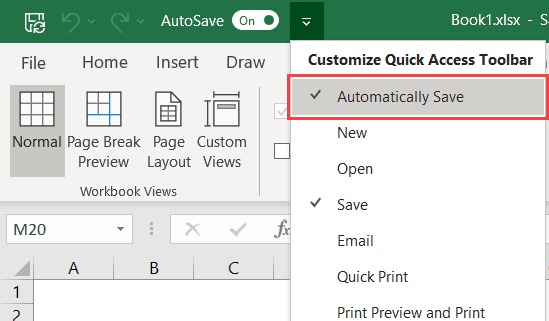 AutoSave On Book1.xlsx - S
Customize Quick Access Toolbar
File Home Insert Draw
Automatically Save
New
Open
Save
Email
Quick Print
Print Preview and Print
Normal Page Break Preview Page Layout Custom Views
Workbook Views
M20 fx
A B C
1
2